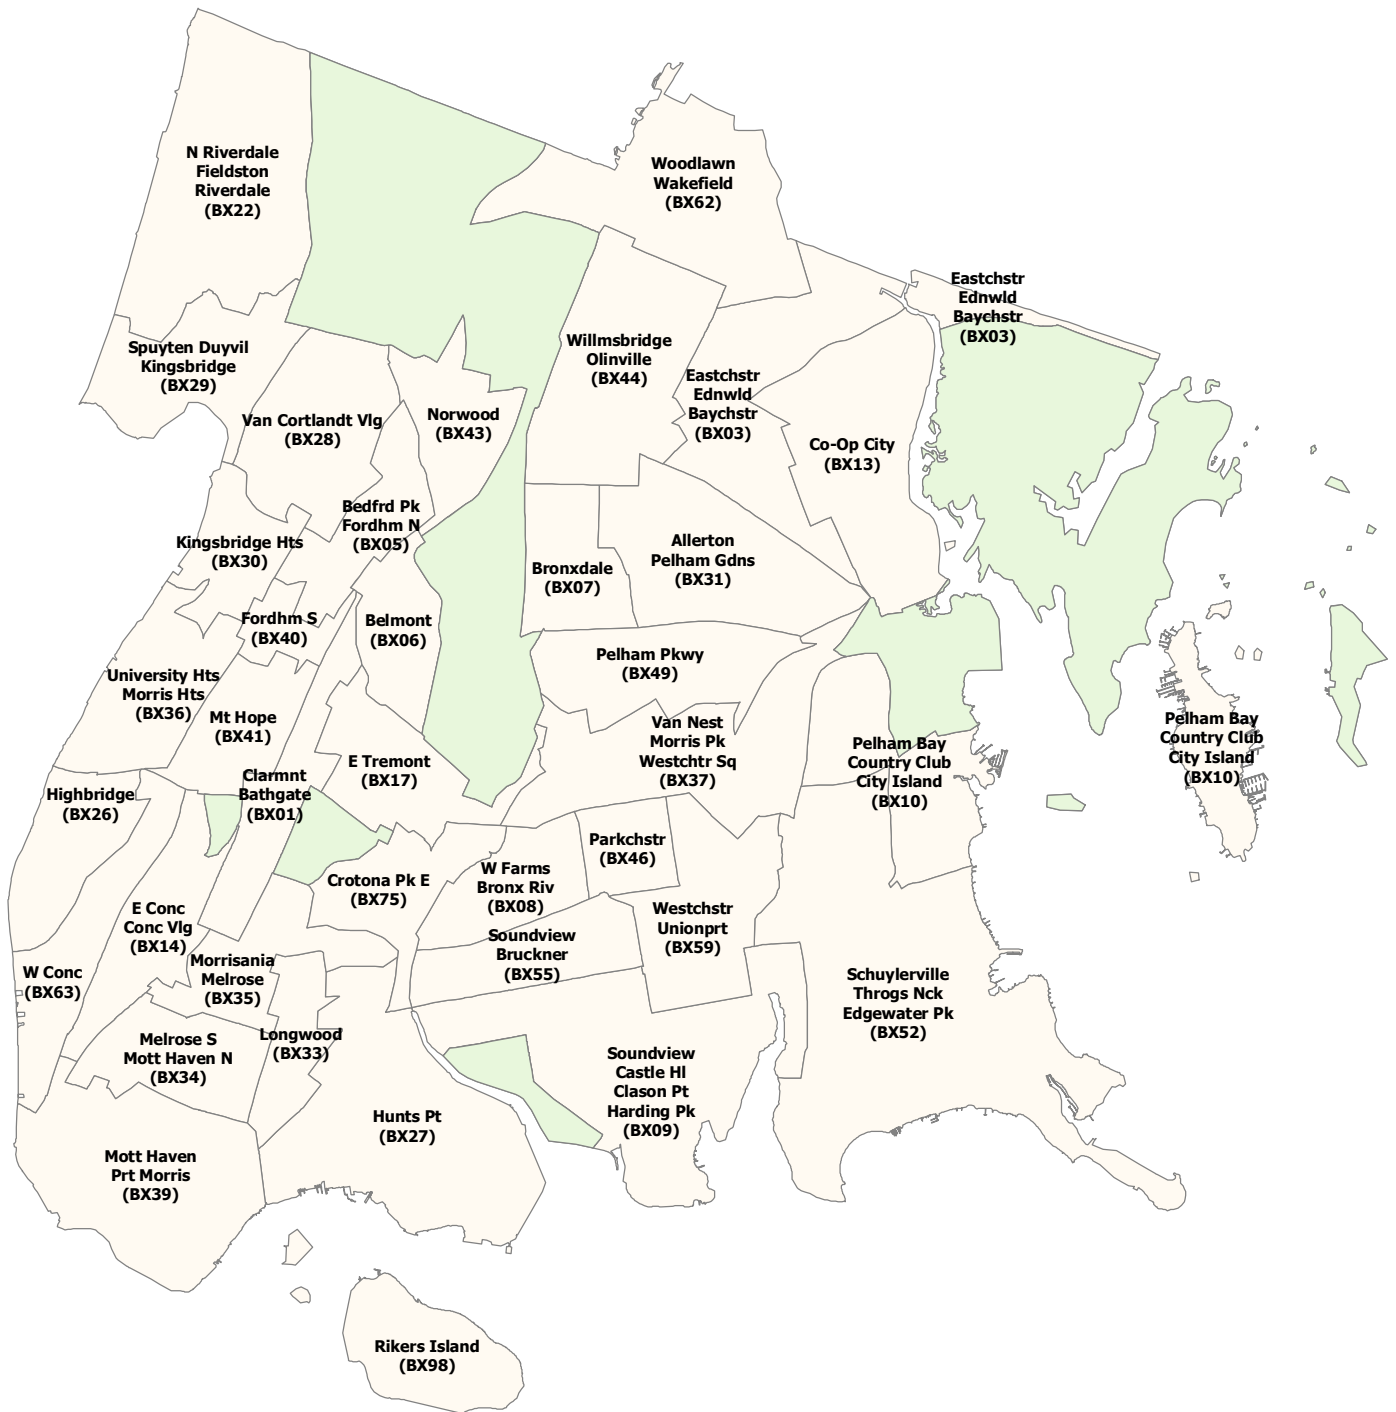 N Riverdale
Fieldston
Riverdale
(BX22)
Woodlawn
Wakefield
(BX62)
Eastchstr
Ednwld
Baychstr
(BX03)
Spuyten Duyvil
Kingsbridge
(BX29)
Willmsbridge
Olinville
(BX44)
Eastchstr
Ednwld
Baychstr
(BX03)
Van Cortlandt Vlg
(BX28)
Norwood
(BX43)
Co-Op City
(BX13)
Bedfrd Pk
Fordhm N
(BX05)
Kingsbridge Hts
(BX30)
Allerton
Pelham Gdns
(BX31)
Bronxdale
(BX07)
Fordhm S
(BX40)
Belmont
(BX06)
Pelham Pkwy
(BX49)
University Hts
Morris Hts
(BX36)
Mt Hope
(BX41)
Van Nest
Morris Pk
Westchtr Sq
(BX37)
Pelham Bay
Country Club
City Island
(BX10)
Pelham Bay
Country Club
City Island
(BX10)
E Tremont
(BX17)
Clarmnt
Bathgate
(BX01)
Highbridge
(BX26)
Parkchstr
(BX46)
Crotona Pk E
(BX75)
W Farms
Bronx Riv
(BX08)
E Conc
Conc Vlg
(BX14)
Westchstr
Unionprt
(BX59)
Soundview
Bruckner
(BX55)
W Conc
(BX63)
Morrisania
Melrose
(BX35)
Schuylerville
Throgs Nck
Edgewater Pk
(BX52)
Longwood
(BX33)
Melrose S
Mott Haven N
(BX34)
Soundview
Castle Hl
Clason Pt
Harding Pk
(BX09)
Hunts Pt
(BX27)
Mott Haven
Prt Morris
(BX39)
Rikers Island
(BX98)